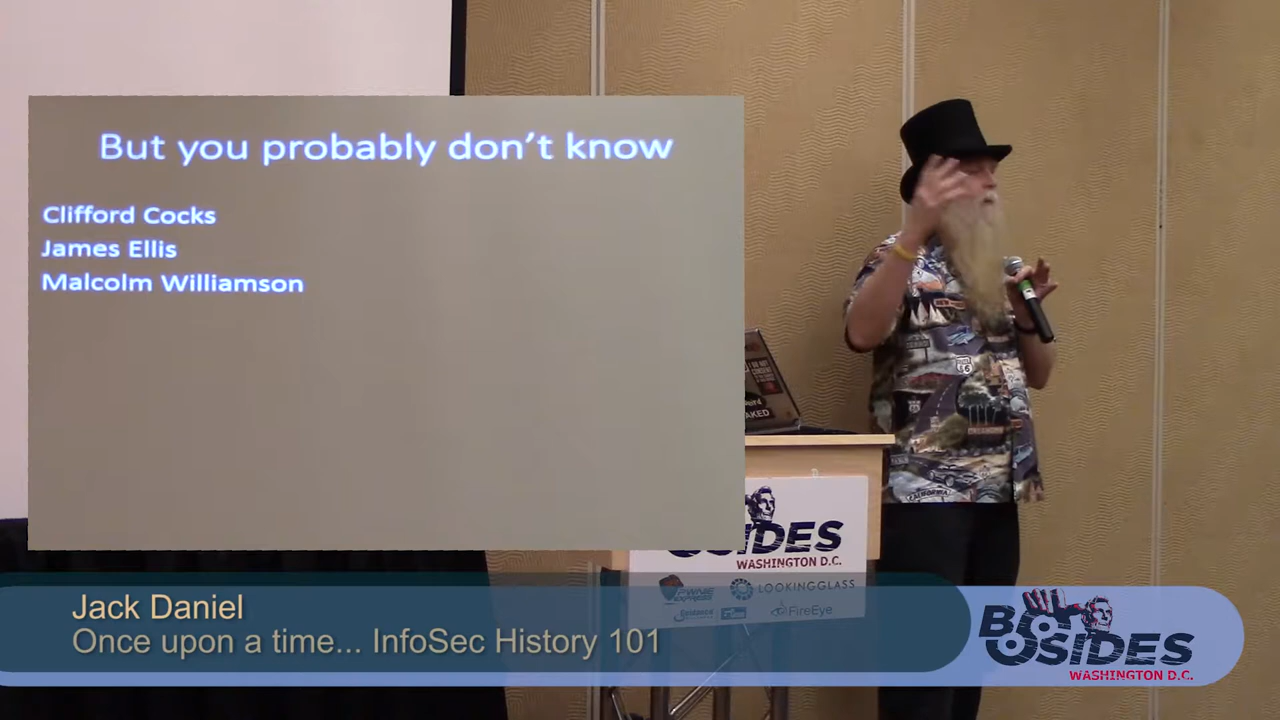 But you probably don't know
Clifford Cocks
James Ellis
Malcolm Williamson
SIDES
WASHINGTON D.C.
LOOKINGGLASS
FireEye
Jack Daniel
Once upon a time... InfoSec History 101
BSIDES
WASHINGTON D.C.